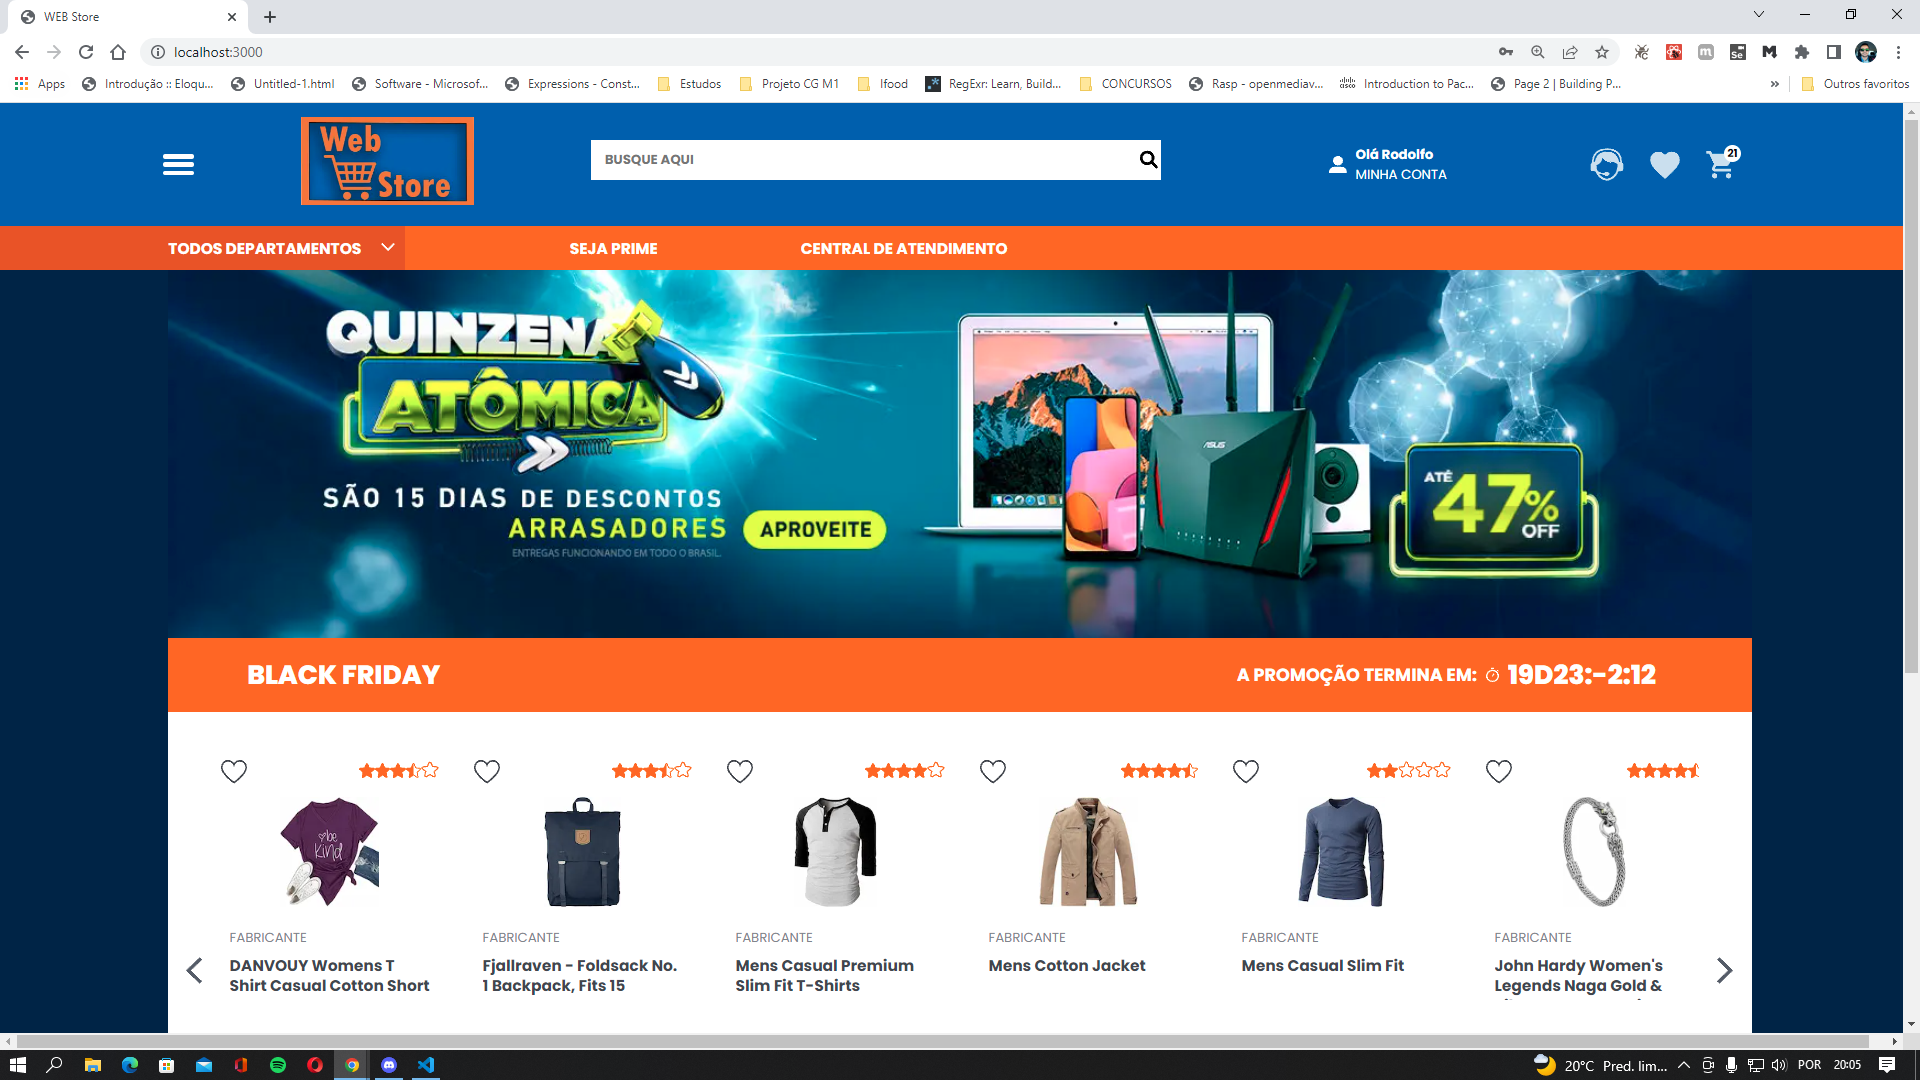 WEB Store
localhost:3000
Apps
Introdução :: Eloqu...
Untitled-1.html
Software - Microsof...
Expressions - Const...
Estudos
Projeto CG M1
Ifood
RegExr: Learn, Build...
CONCURSOS
Rasp - openmediav...
Introduction to Pac...
Page 2 | Building P...
»
Outros favoritos
Web
Store
BUSQUE AQUI
Olá Rodolfo
MINHA CONTA
21
TODOS DEPARTAMENTOS
SEJA PRIME
CENTRAL DE ATENDIMENTO
QUINZENA
ATÔMICA
SÃO 15 DIAS DE DESCONTOS
ARRASADORES
APROVEITE
ENTREGAS FUNCIONANDO EM TODO O BRASIL.
ASUS
ATÉ
47%
OFF
BLACK FRIDAY
A PROMOÇÃO TERMINA EM: 19D23:-2:12
be
kind
FABRICANTE
DANVOUY Womens T
Shirt Casual Cotton Short
FABRICANTE
Fjallraven - Foldsack No.
1 Backpack, Fits 15
FABRICANTE
Mens Casual Premium
Slim Fit T-Shirts
FABRICANTE
Mens Cotton Jacket
FABRICANTE
Mens Casual Slim Fit
FABRICANTE
John Hardy Women's
Legends Naga Gold &
20°C Pred. lim...
POR
20:05